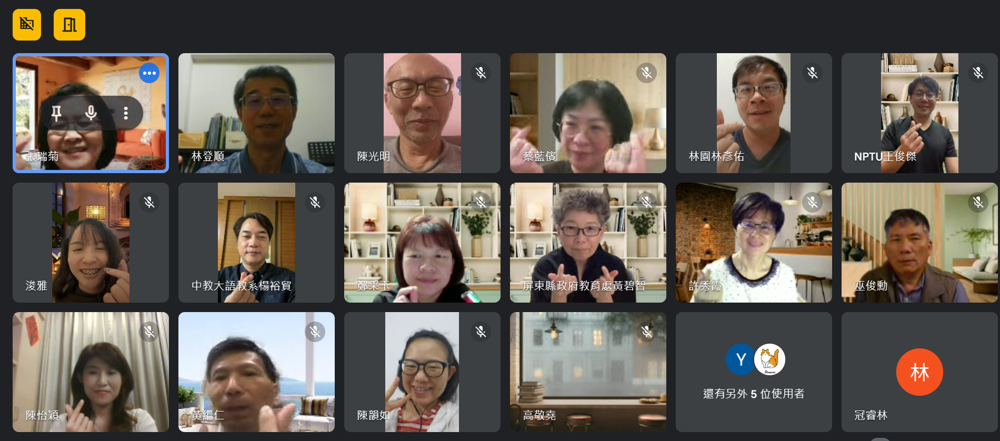 張瑞菊
林登順
陳光明
蔡藍儐
林園林彥佑
NPTU王俊傑
浚雅
中教大語教系楊裕貿
鄭采玉
屏東縣政府教育處黃碧智
許秀霞
巫俊勳
陳怡穎
黃繼仁
陳韻如
高敬堯
Y
還有另外 5 位使用者
林
冠睿林